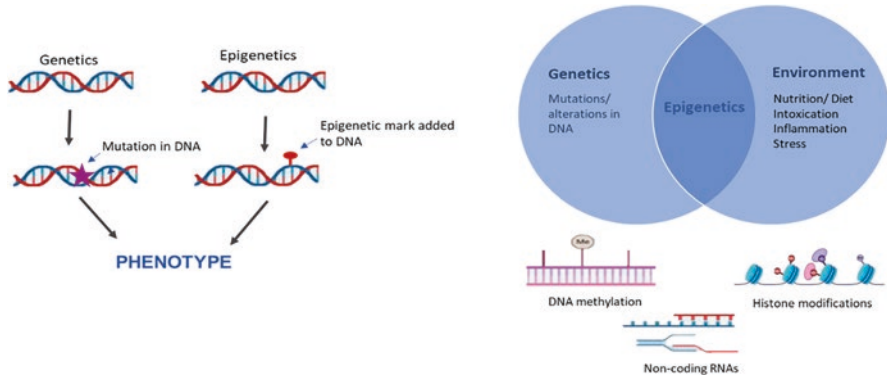 Genetics
Epigenetics
Mutation in DNA
Epigenetic mark added
to DNA
PHENOTYPE
Genetics
Mutations/
alterations in
DNA
Epigenetics
Environment
Nutrition/ Diet
Intoxication
Inflammation
Stress
Me
DNA methylation
Histone modifications
Non-coding RNAs